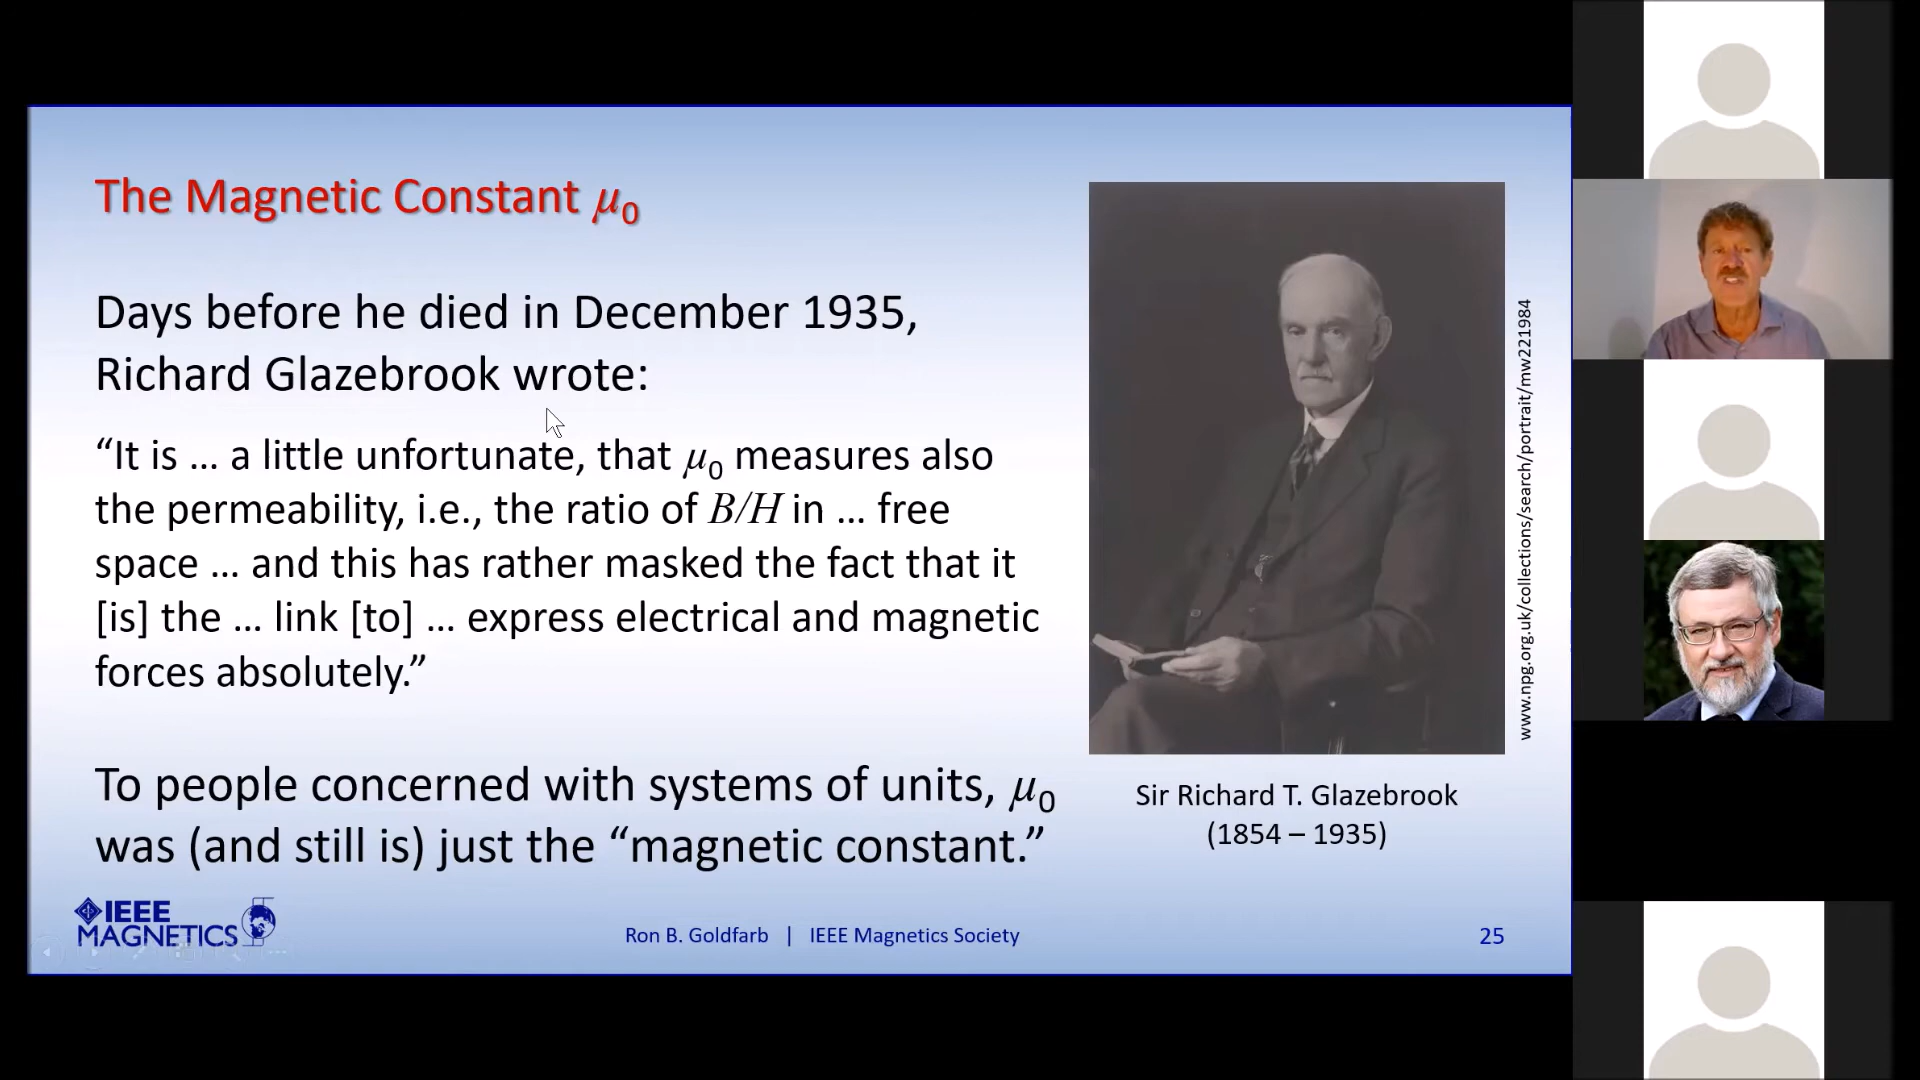 The Magnetic Constant μ0
Days before he died in December 1935,
Richard Glazebrook wrote:
“It is … a little unfortunate, that μ0 measures also
the permeability, i.e., the ratio of B/H in … free
space … and this has rather masked the fact that it
[is] the … link [to] … express electrical and magnetic
forces absolutely.”
To people concerned with systems of units, μ0
was (and still is) just the “magnetic constant.”
www.npg.org.uk/collections/search/portrait/mw221984
Sir Richard T. Glazebrook
(1854 – 1935)
IEEE
MAGNETICS
Ron B. Goldfarb | IEEE Magnetics Society
25